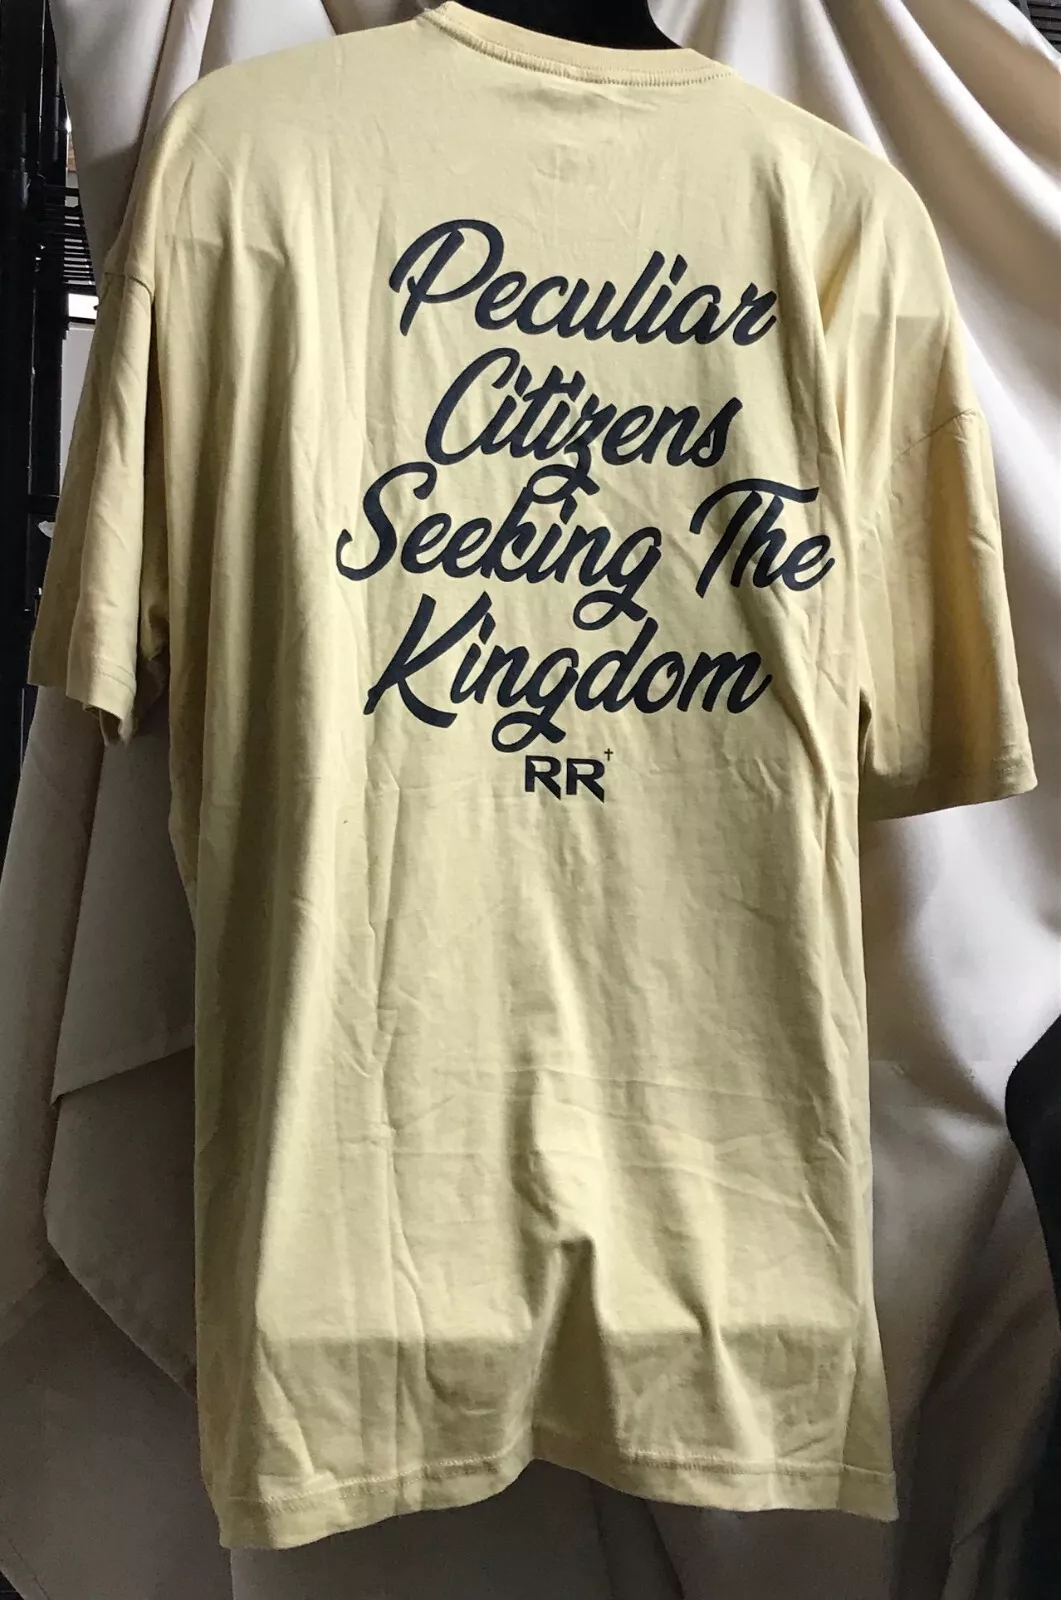 Peculiar
Citizens
Seeking The
Kingdom
RR†